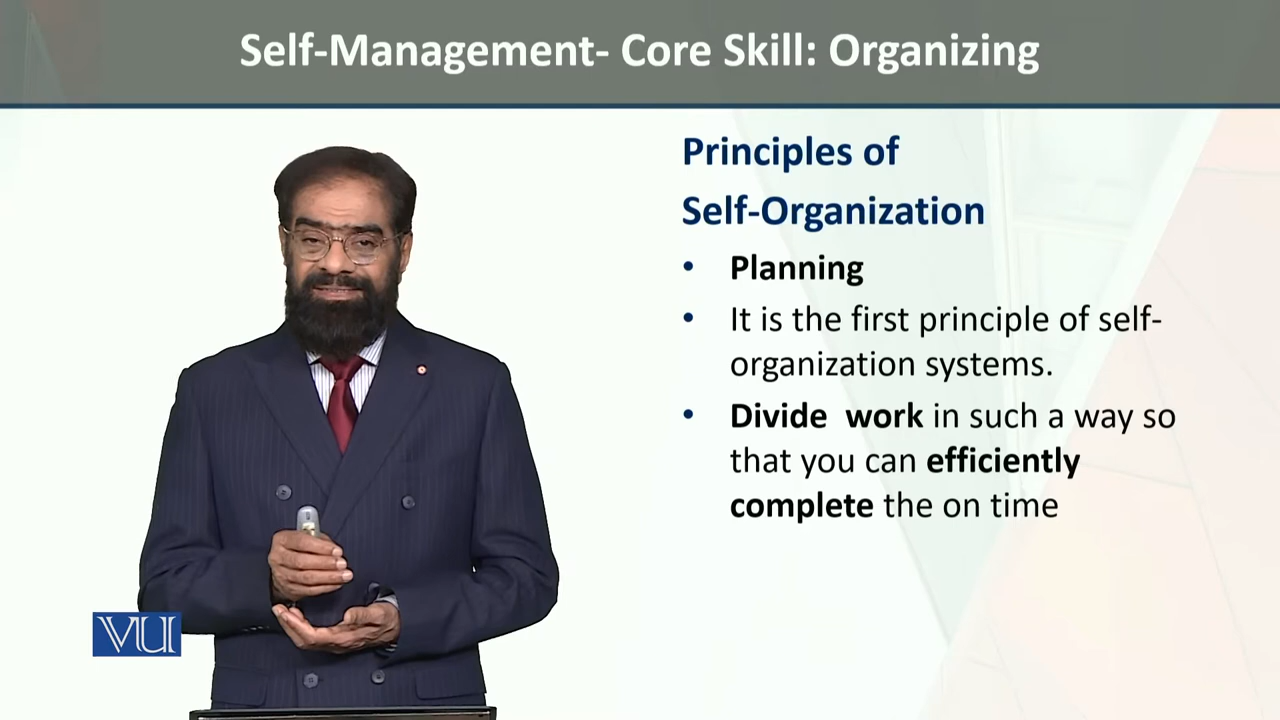 Self-Management- Core Skill: Organizing
Principles of
Self-Organization
• Planning
• It is the first principle of self-
organization systems.
• Divide  work in such a way so
that you can efficiently
complete the on time
VU